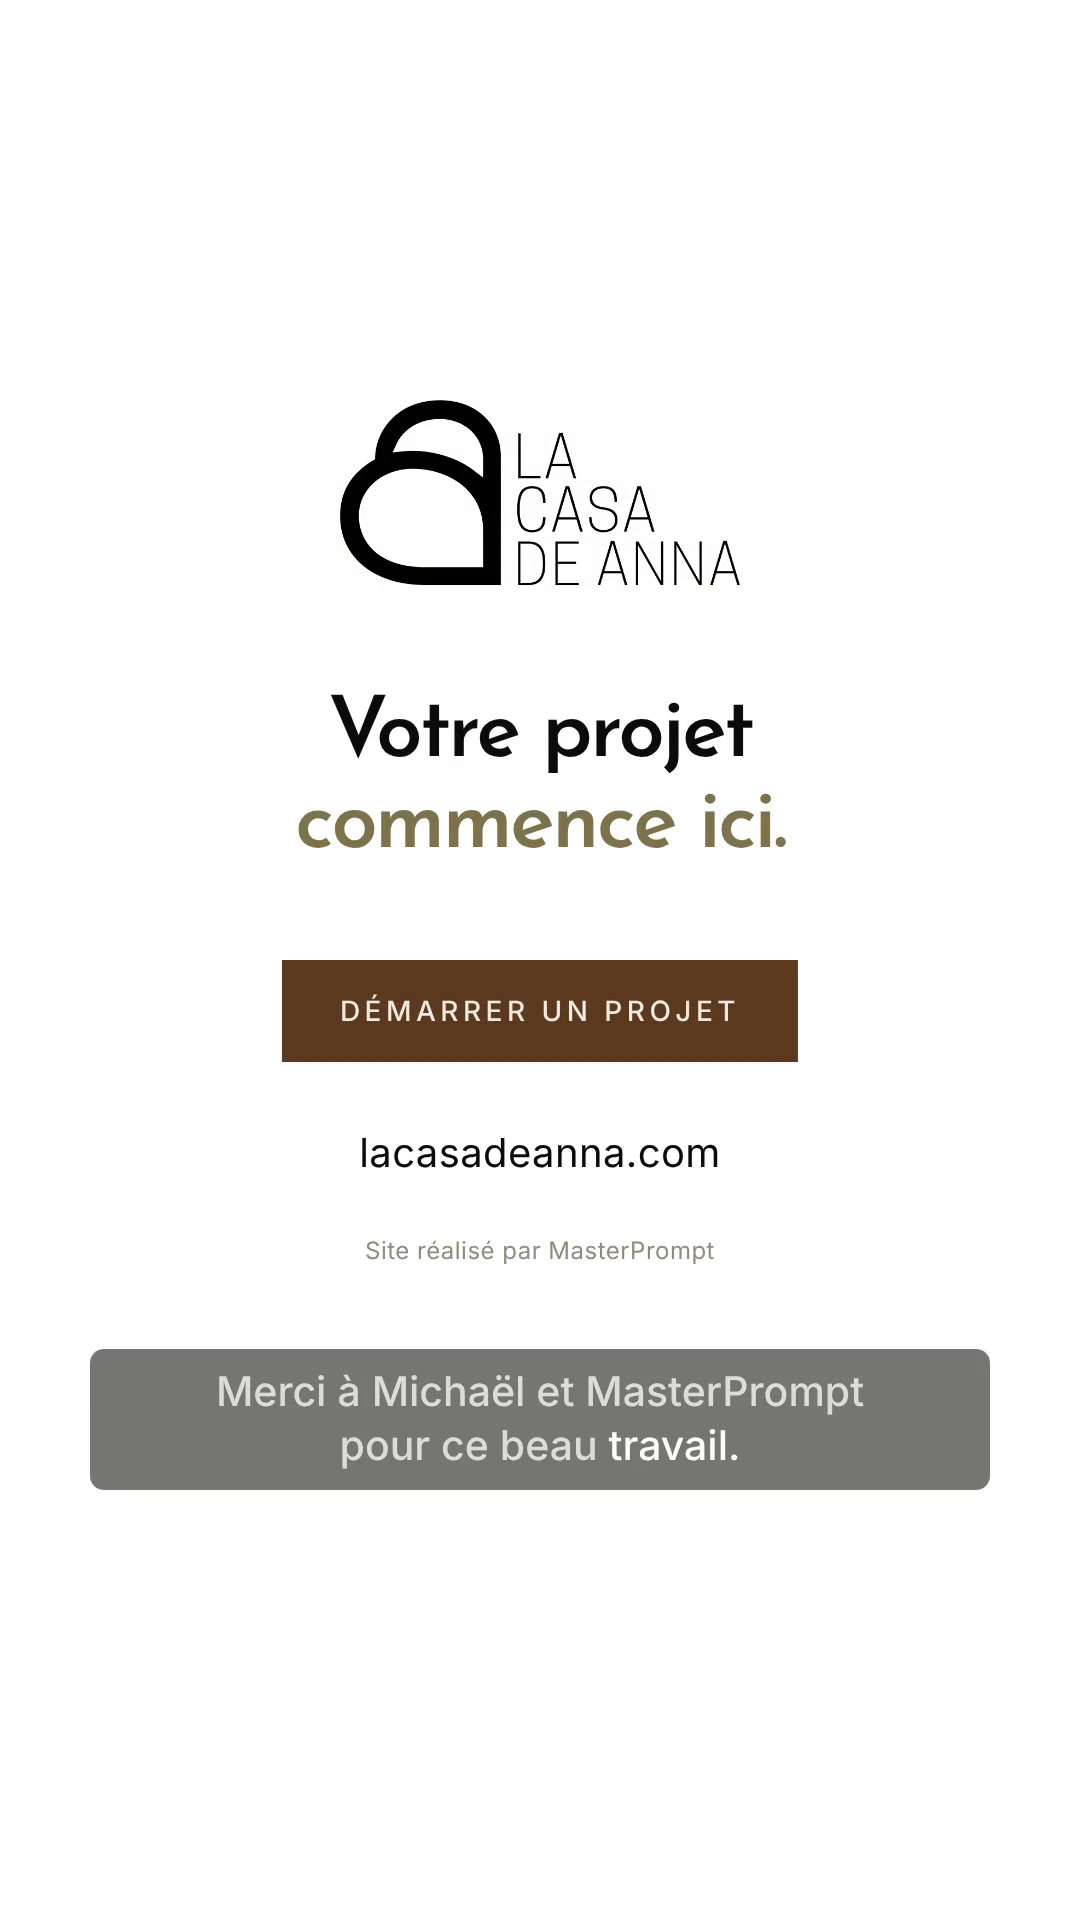 LA
CASA
DE ANNA
Votre projet
commence ici.
DÉMARRER UN PROJET
lacasadeanna.com
Site réalisé par MasterPrompt
Merci à Michaël et MasterPrompt
pour ce beau travail.